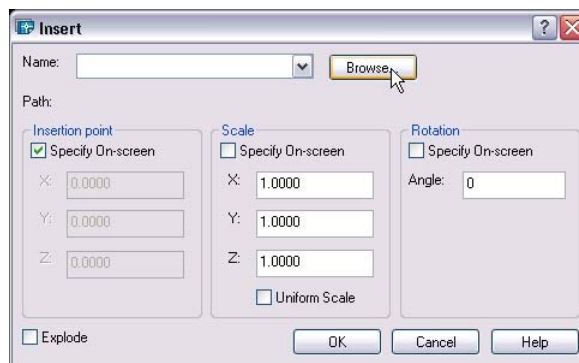 Insert
Name:
Browse...
Path:
Insertion point
Specify On-screen
X: 0.0000
Y: 0.0000
Z: 0.0000
Scale
Specify On-screen
X: 1.0000
Y: 1.0000
Z: 1.0000
Uniform Scale
Rotation
Specify On-screen
Angle: 0
Explode
OK
Cancel
Help